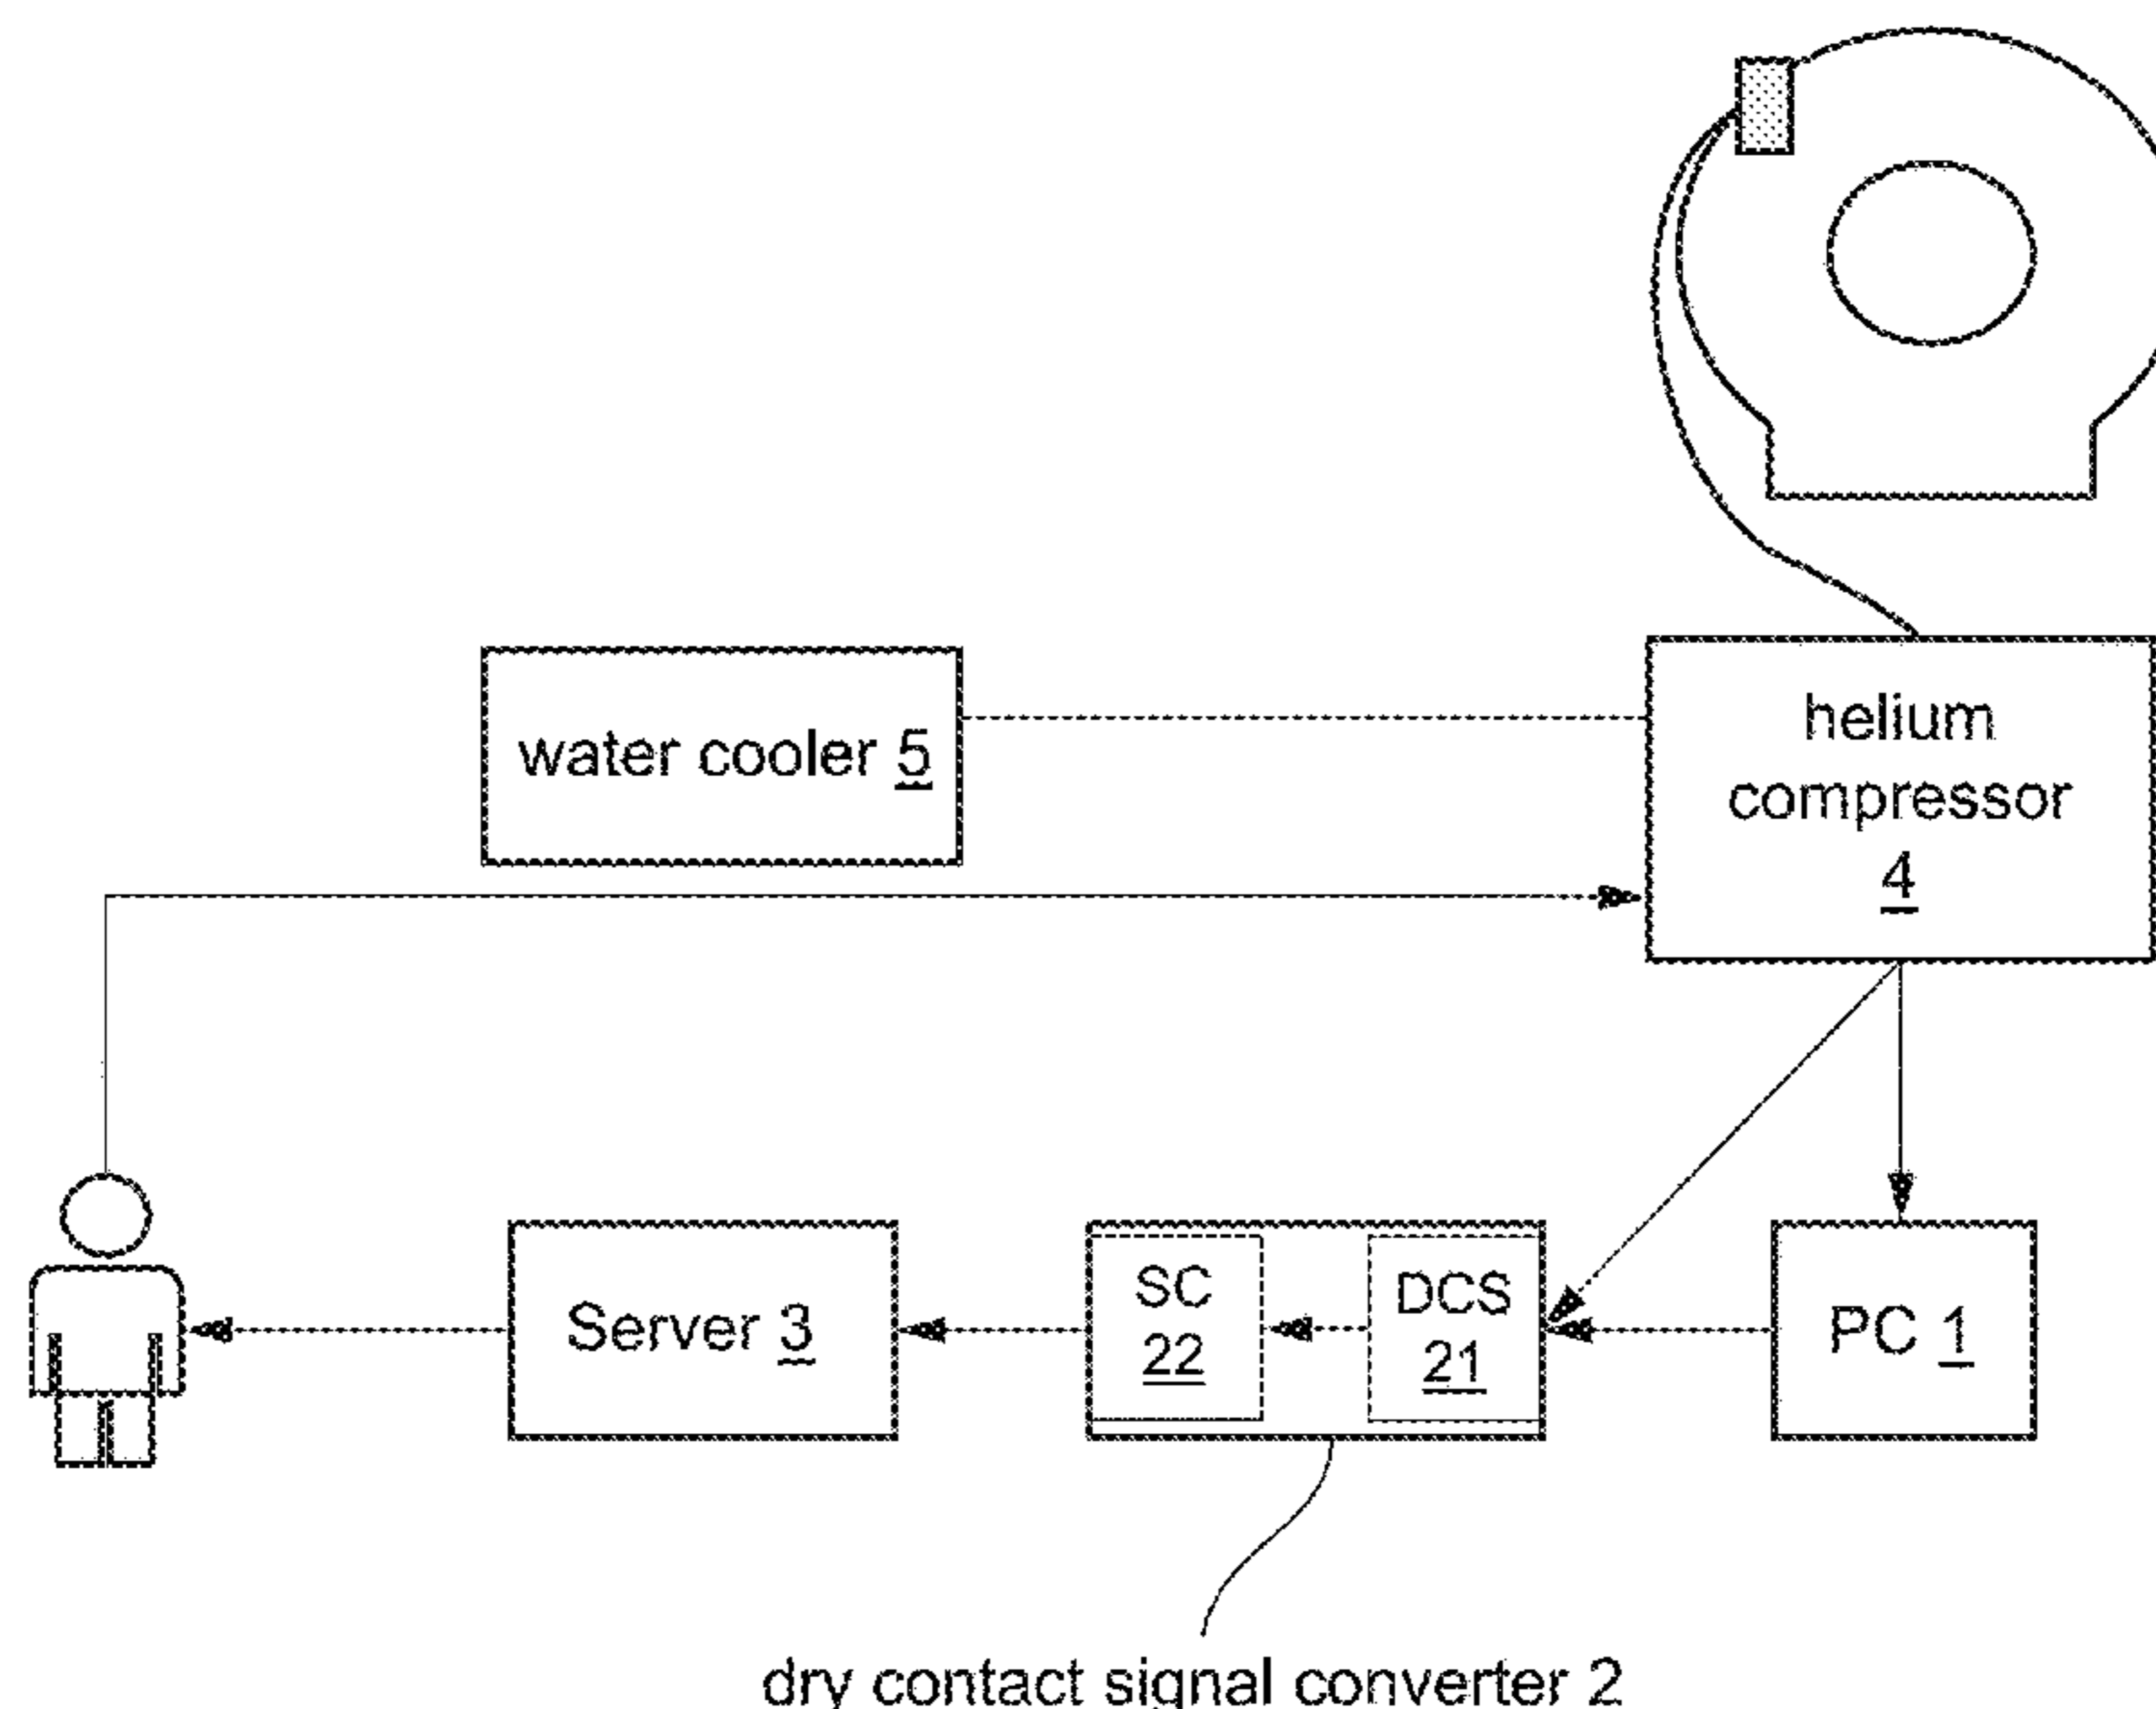 water cooler 5
helium
compressor
4
Server 3
SC
22
DCS
21
PC 1
dry contact signal converter 2